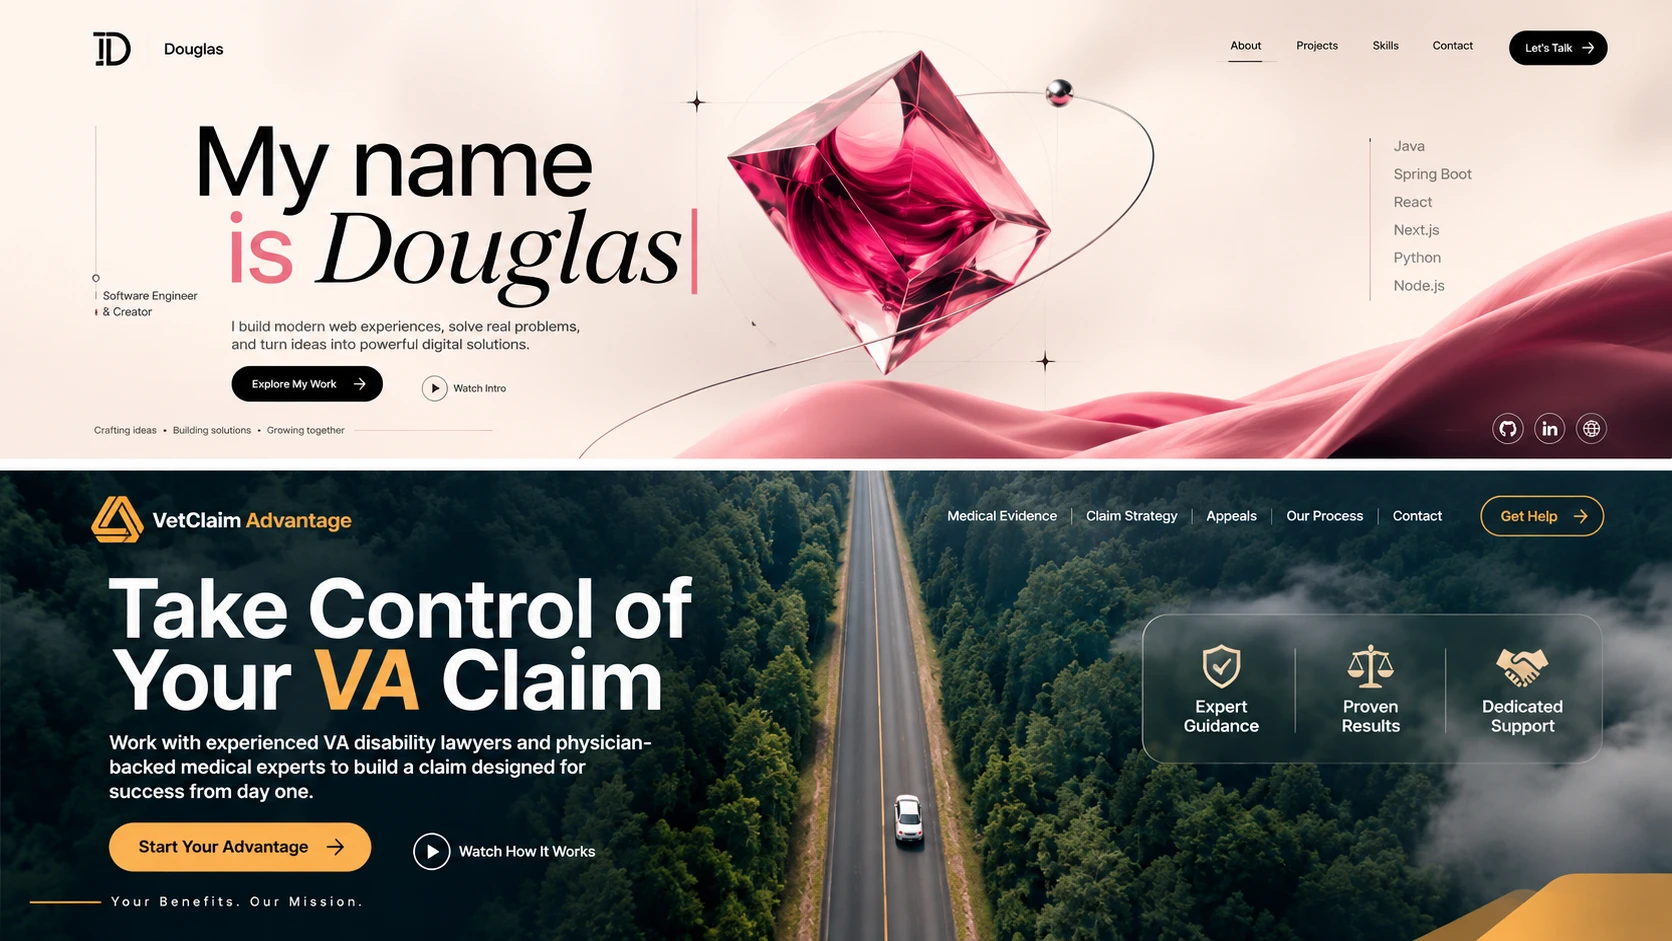 D
Douglas
About
Projects
Skills
Contact
Let's Talk
My name
is Douglas
Software Engineer
& Creator
I build modern web experiences, solve real problems,
and turn ideas into powerful digital solutions.
Explore My Work
Watch Intro
Crafting ideas • Building solutions • Growing together
Java
Spring Boot
React
Next.js
Python
Node.js
in
VetClaim Advantage
Medical Evidence
Claim Strategy
Appeals
Our Process
Contact
Get Help
Take Control of
Your VA Claim
Work with experienced VA disability lawyers and physician-
backed medical experts to build a claim designed for
success from day one.
Start Your Advantage
Watch How It Works
Your Benefits. Our Mission.
Expert
Guidance
Proven
Results
Dedicated
Support